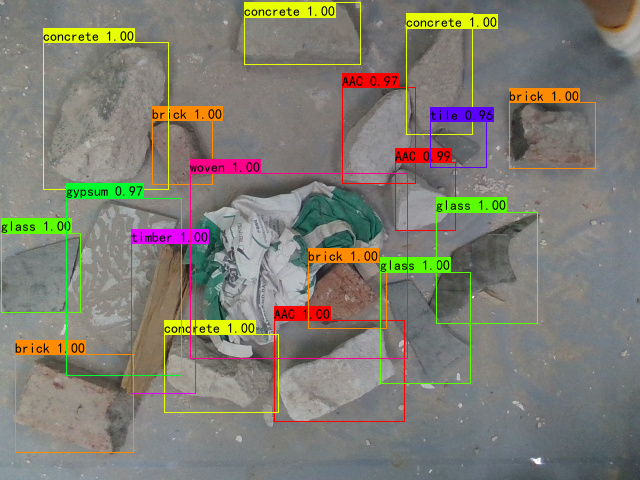 concrete 1.00
concrete 1.00
concrete 1.00
AAC 0.97
brick 1.00
brick 1.00
tile 0.96
AAC 0.99
woven 1.00
gypsum 0.97
glass 1.00
glass 1.00
timber 1.00
brick 1.00
glass 1.00
AAC 1.00
concrete 1.00
brick 1.00